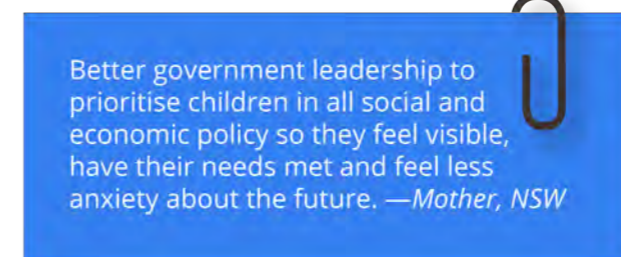 Better government leadership to
prioritise children in all social and
economic policy so they feel visible,
have their needs met and feel less
anxiety about the future. —Mother, NSW